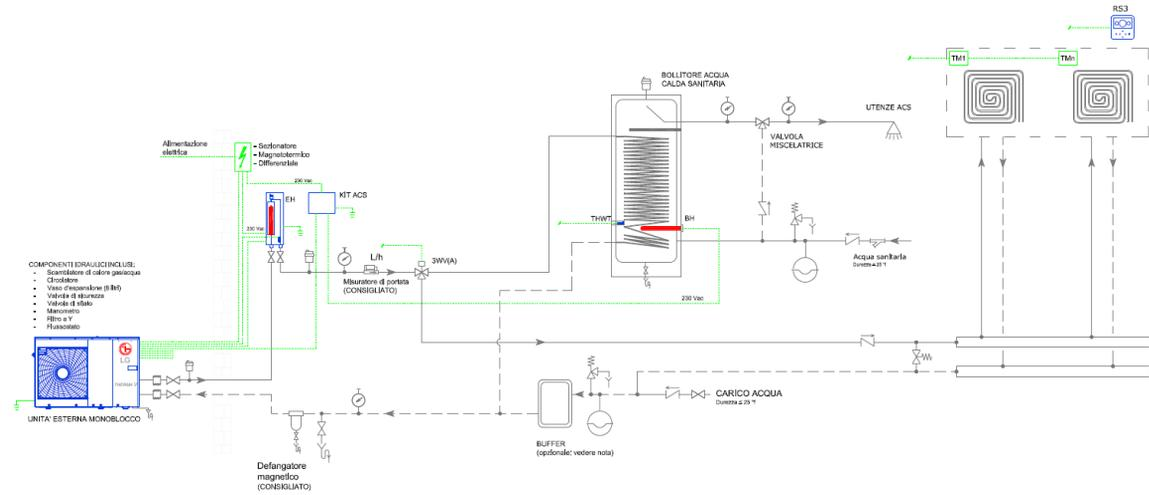 RS3
TM1
TMn
BOLLITORE ACQUA
CALDA SANITARIA
UTENZE ACS
VALVOLA
MISCELATRICE
Alimentazione
elettrica
- Sezionatore
- Magnetotermico
- Differenziale
230 Vac
EH
KIT ACS
230 Vac
THWT
BH
L/h
3WV(A)
Misuratore di portata
(CONSIGLIATO)
Acqua sanitaria
Durezza ≤ 25 °f
230 Vac
COMPONENTI IDRAULICI INCLUSI:
- Scambiatore di calore gas/acqua
- Circolatore
- Vaso d'espansione (8 litri)
- Valvola di sicurezza
- Valvola di sfiato
- Manometro
- Filtro a Y
- Flussostato
LG
THERMA V
UNITA' ESTERNA MONOBLOCCO
CARICO ACQUA
Durezza ≤ 25 °f
BUFFER
(opzionale; vedere nota)
Defangatore
magnetico
(CONSIGLIATO)